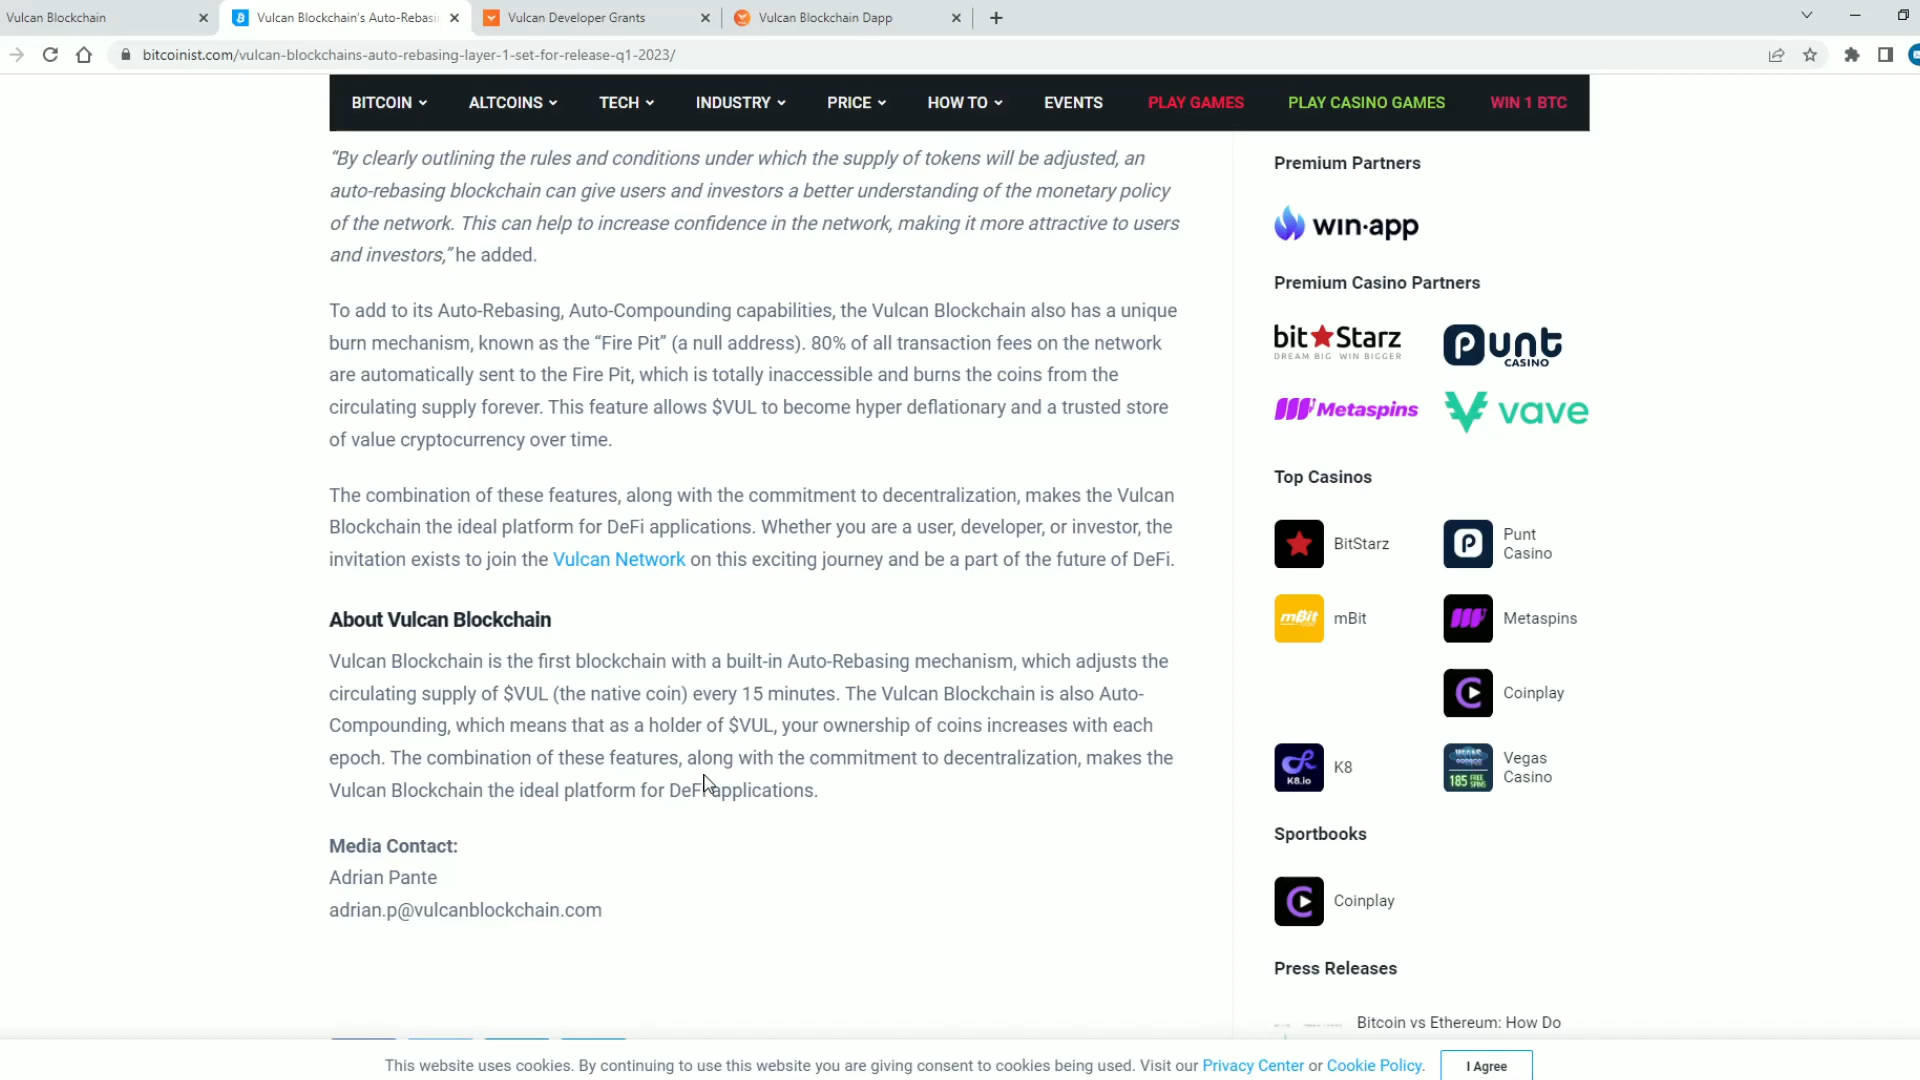 Vulcan Blockchain
Vulcan Blockchain's Auto-Rebasi
Vulcan Developer Grants
Vulcan Blockchain Dapp
bitcoinist.com/vulcan-blockchains-auto-rebasing-layer-1-set-for-release-q1-2023/
BITCOIN ALTCOINS TECH INDUSTRY PRICE HOW TO EVENTS PLAY GAMES PLAY CASINO GAMES WIN 1 BTC
“By clearly outlining the rules and conditions under which the supply of tokens will be adjusted, an
auto-rebasing blockchain can give users and investors a better understanding of the monetary policy
of the network. This can help to increase confidence in the network, making it more attractive to users
and investors,” he added.
To add to its Auto-Rebasing, Auto-Compounding capabilities, the Vulcan Blockchain also has a unique
burn mechanism, known as the “Fire Pit” (a null address). 80% of all transaction fees on the network
are automatically sent to the Fire Pit, which is totally inaccessible and burns the coins from the
circulating supply forever. This feature allows $VUL to become hyper deflationary and a trusted store
of value cryptocurrency over time.
The combination of these features, along with the commitment to decentralization, makes the Vulcan
Blockchain the ideal platform for DeFi applications. Whether you are a user, developer, or investor, the
invitation exists to join the Vulcan Network on this exciting journey and be a part of the future of DeFi.
About Vulcan Blockchain
Vulcan Blockchain is the first blockchain with a built-in Auto-Rebasing mechanism, which adjusts the
circulating supply of $VUL (the native coin) every 15 minutes. The Vulcan Blockchain is also Auto-
Compounding, which means that as a holder of $VUL, your ownership of coins increases with each
epoch. The combination of these features, along with the commitment to decentralization, makes the
Vulcan Blockchain the ideal platform for DeFi applications.
Media Contact:
Adrian Pante
adrian.p@vulcanblockchain.com
Premium Partners
win·app
Premium Casino Partners
bit Starz
DREAM BIG WIN BIGGER
Punt
CASINO
Metaspins
vave
Top Casinos
BitStarz
Punt
Casino
mBit
mBit
Metaspins
Coinplay
K8.io
K8
185 FREE
SPINS
Vegas
Casino
Sportbooks
Coinplay
Press Releases
Bitcoin vs Ethereum: How Do
This website uses cookies. By continuing to use this website you are giving consent to cookies being used. Visit our Privacy Center or Cookie Policy.
I Agree